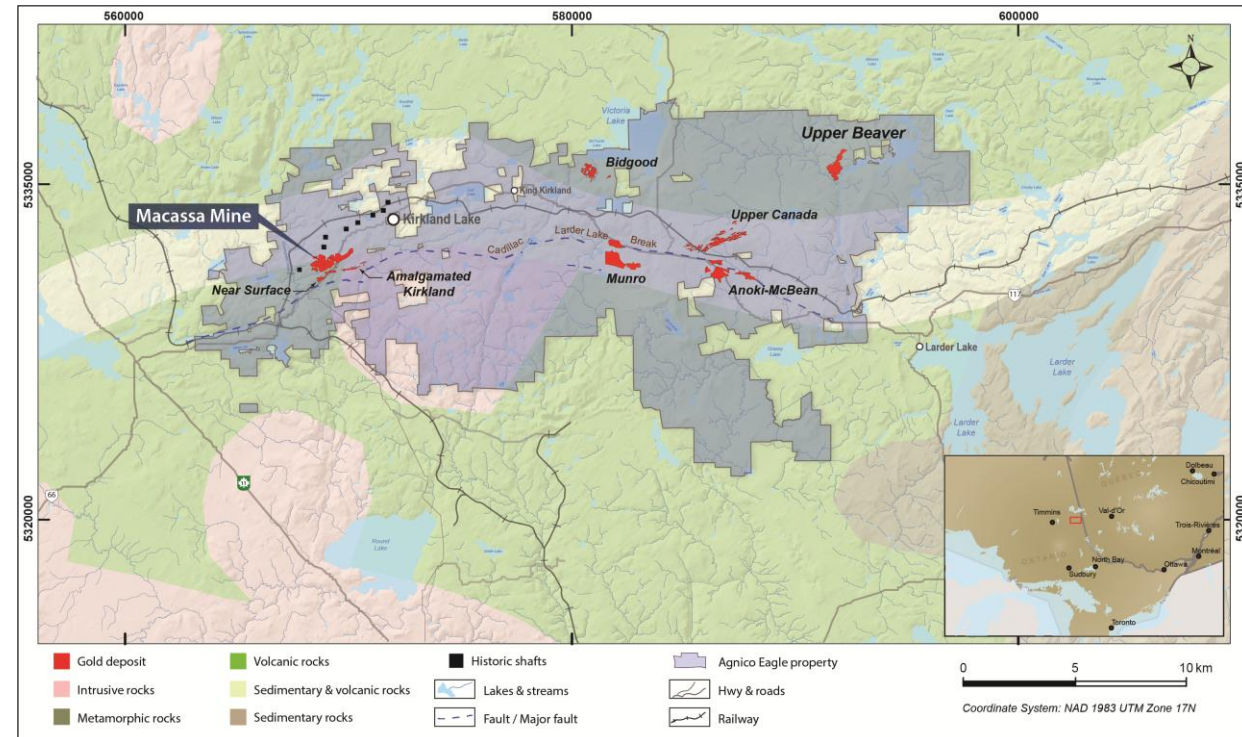 560000
580000
600000
N
5335000
5335000
Victoria
Lake
Upper Beaver
Bidgood
King Kirkland
Macassa Mine
Kirkland Lake
Upper Canada
Cadillac
Larder Lake
Break
Near Surface
Amalgamated
Kirkland
Munro
Anoki-McBean
117
Larder Lake
Larder
Lake
Larder
Lake
11
66
Round
Lake
5320000
5320000
QUÉBEC
Dolbeau
Chicoutimi
Timmins
Val-d'Or
Trois-Rivières
ONTARIO
North Bay
Sudbury
Ottawa
Montréal
Toronto
Gold deposit
Volcanic rocks
Historic shafts
Agnico Eagle property
0
5
10 km
Intrusive rocks
Sedimentary & volcanic rocks
Lakes & streams
Hwy & roads
Metamorphic rocks
Sedimentary rocks
Fault / Major fault
Railway
Coordinate System: NAD 1983 UTM Zone 17N